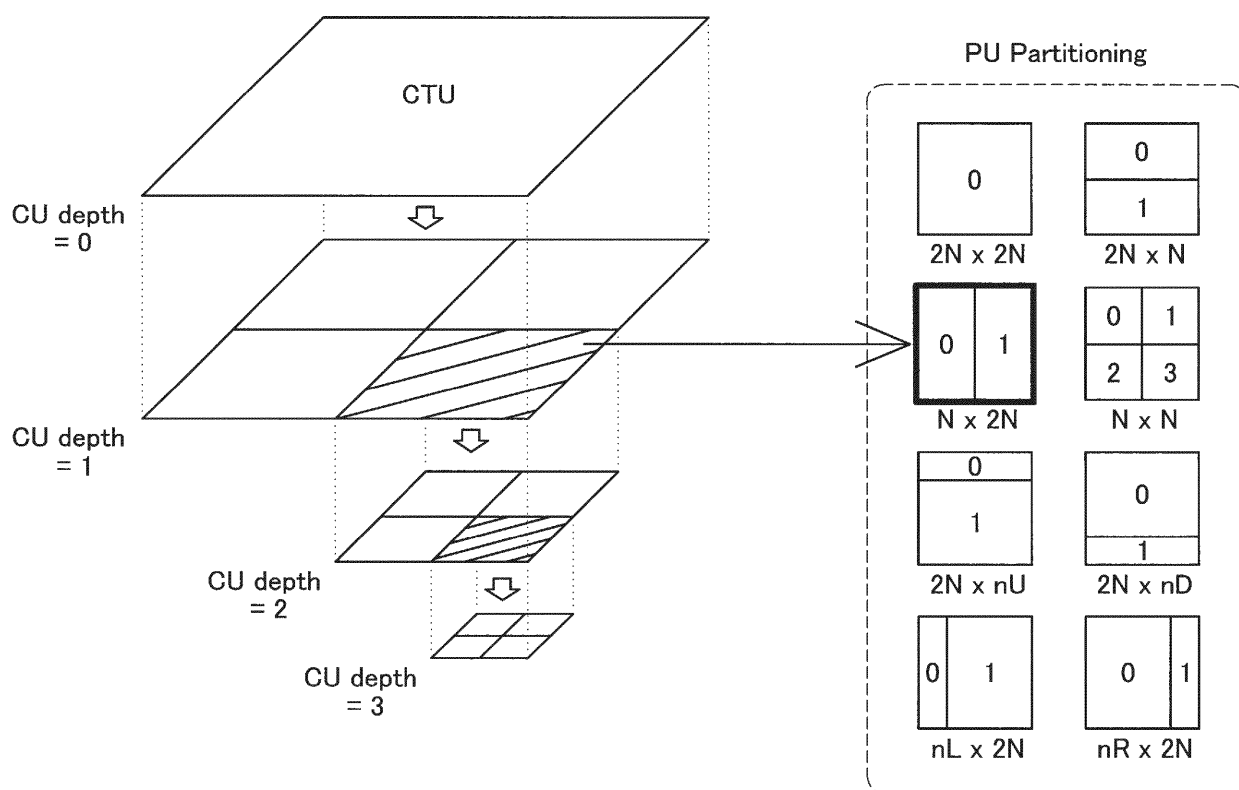 CTU
CU depth
= 0
CU depth
= 1
CU depth
= 2
CU depth
= 3
PU Partitioning
0
0
1
2N x 2N
2N x N
0 1
0 1
2 3
N x 2N
N x N
0
1
0
1
2N x nU
2N x nD
0 1
0 1
nL x 2N
nR x 2N